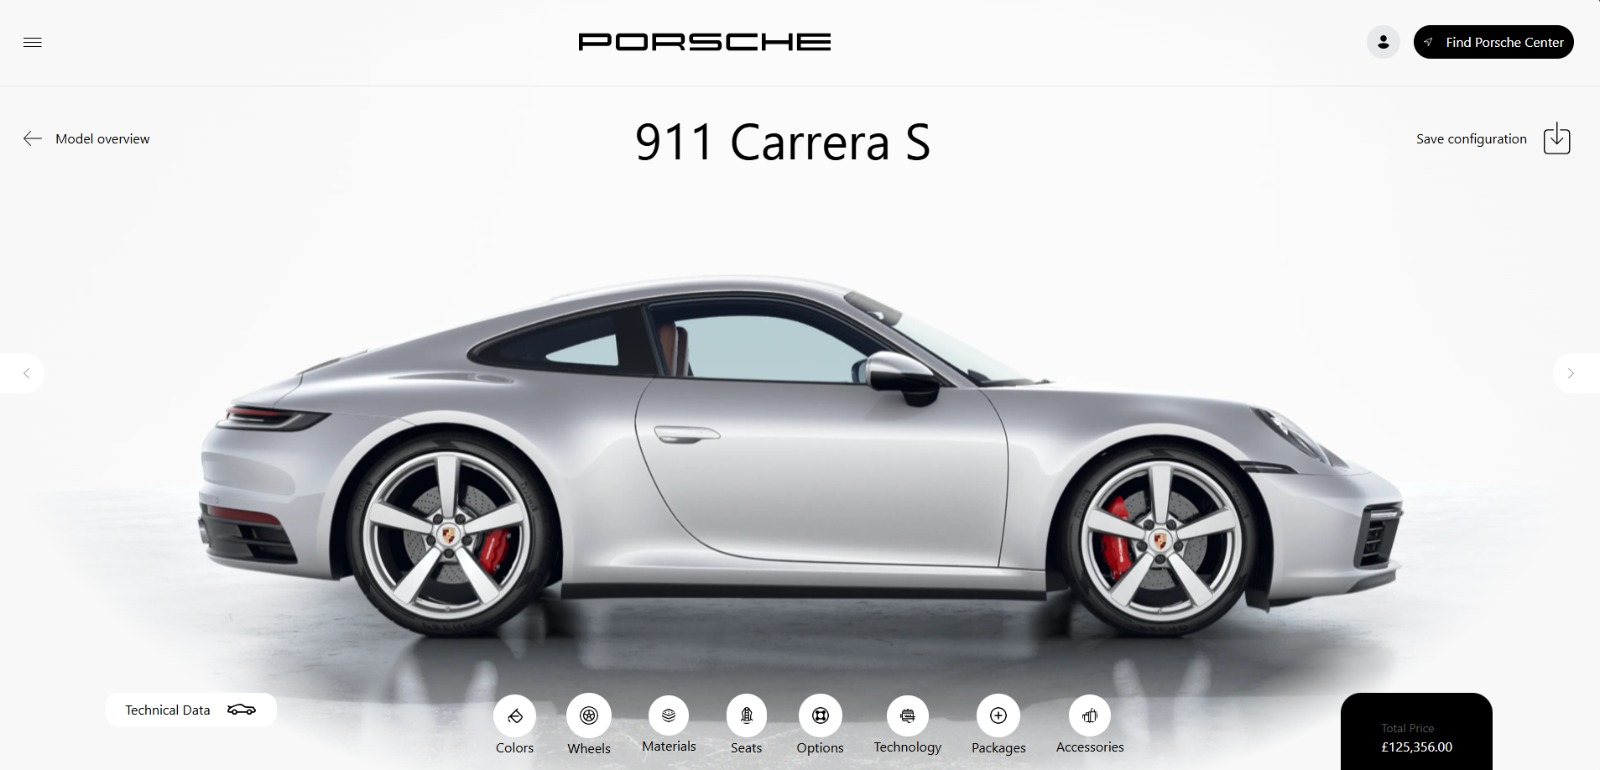 PORSCHE
Find Porsche Center
Model overview
911 Carrera S
Save configuration
Technical Data
Colors
Wheels
Materials
Seats
Options
Technology
Packages
Accessories
Total Price
£125,356.00